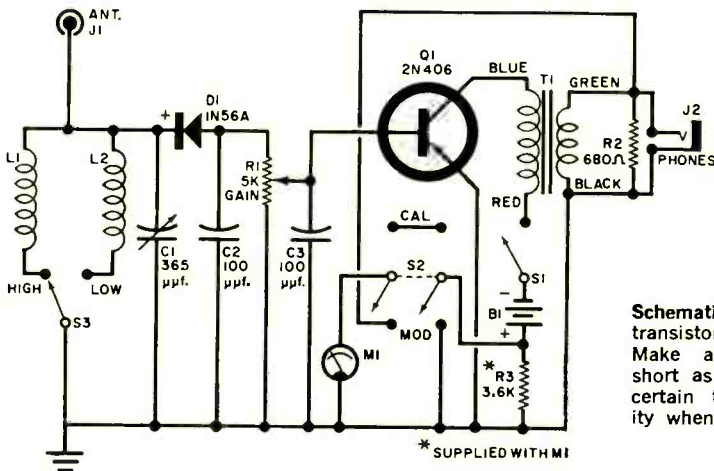 ANT.
J1
Q1
2N406
BLUE
T1
GREEN
D1
1N56A
+
J2
L1
L2
R1
5K
GAIN
R2
680Ω
PHONES
BLACK
RED
CAL
C1
365
µµf.
C2
100
µµf.
C3
100
µµf.
HIGH
LOW
S2
S1
S3
MOD
B1
-
+
M1
*
R3
3.6K
* SUPPLIED WITH M1
Schemati
transistor
Make a
short as
certain t
ity when